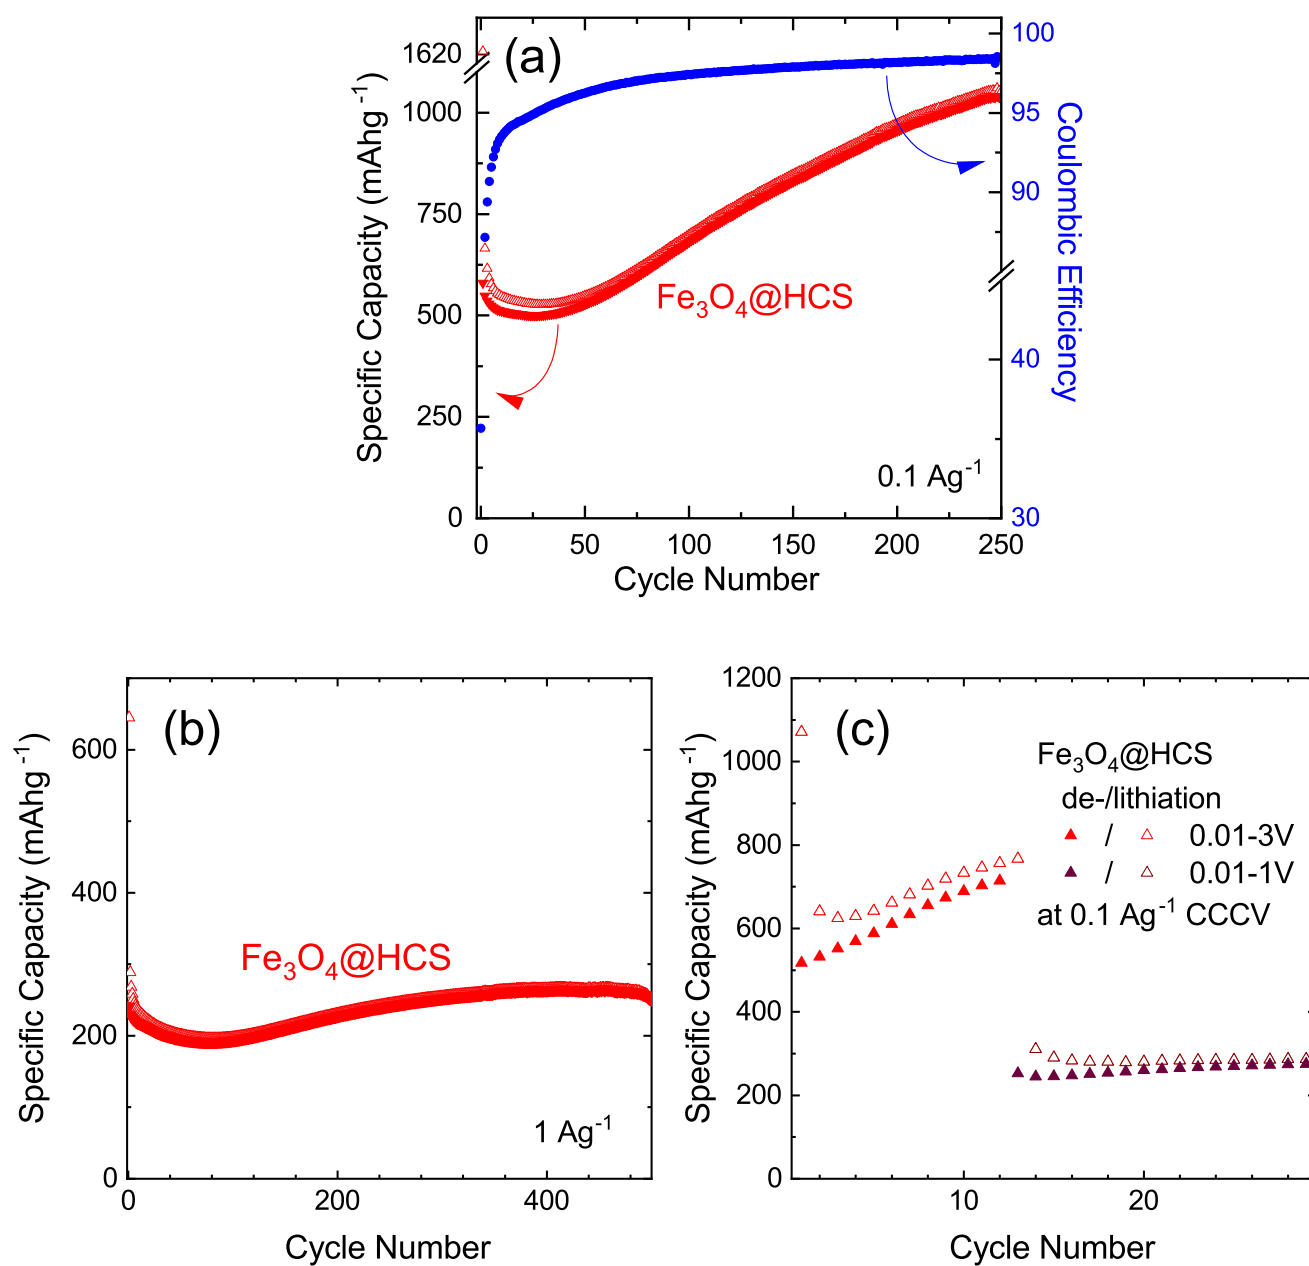 (a)
1620
1000
750
500
250
0
Specific Capacity (mAhg⁻¹)
100
95
90
40
30
Coulombic Efficiency
Fe₃O₄@HCS
0.1 Ag⁻¹
0 50 100 150 200 250
Cycle Number
(b)
600
400
200
0
Specific Capacity (mAhg⁻¹)
Fe₃O₄@HCS
1 Ag⁻¹
0 200 400
Cycle Number
(c)
1200
1000
800
600
400
200
0
Specific Capacity (mAhg⁻¹)
Fe₃O₄@HCS
de-/lithiation
/ 0.01-3V
/ 0.01-1V
at 0.1 Ag⁻¹ CCCV
10 20
Cycle Number